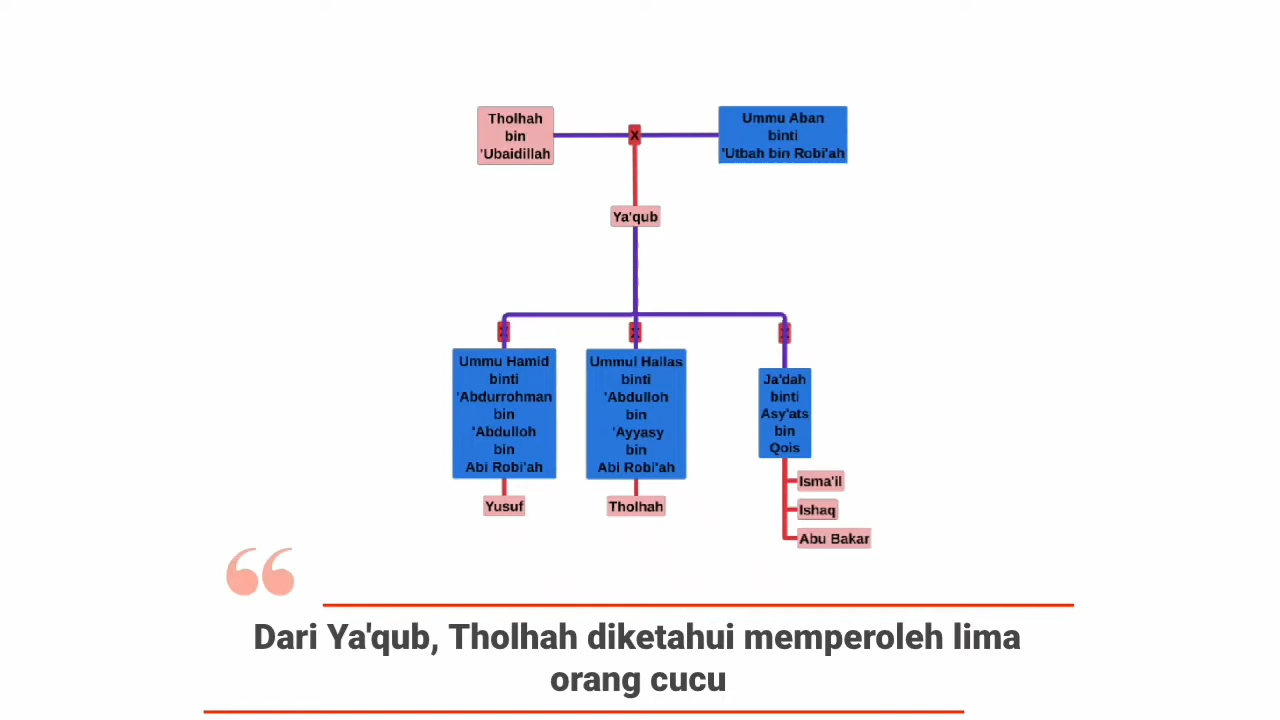 Tholhah
bin
'Ubaidillah
X
Ummu Aban
binti
'Utbah bin Robi'ah
Ya'qub
Ummu Hamid
binti
'Abdurrohman
bin
'Abdulloh
bin
Abi Robi'ah
Yusuf
Ummul Hallas
binti
'Abdulloh
bin
'Ayyasy
bin
Abi Robi'ah
Tholhah
Ja'dah
binti
Asy'ats
bin
Qois
Isma'il
Ishaq
Abu Bakar
Dari Ya'qub, Tholhah diketahui memperoleh lima
orang cucu